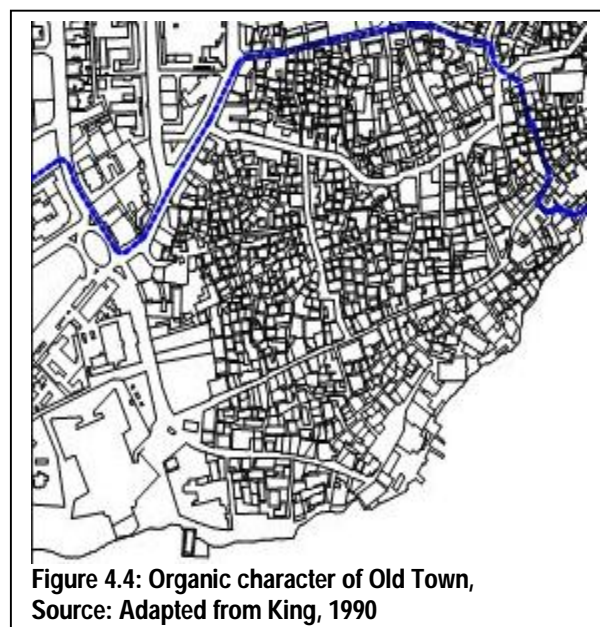 Figure 4.4: Organic character of Old Town,
Source: Adapted from King, 1990